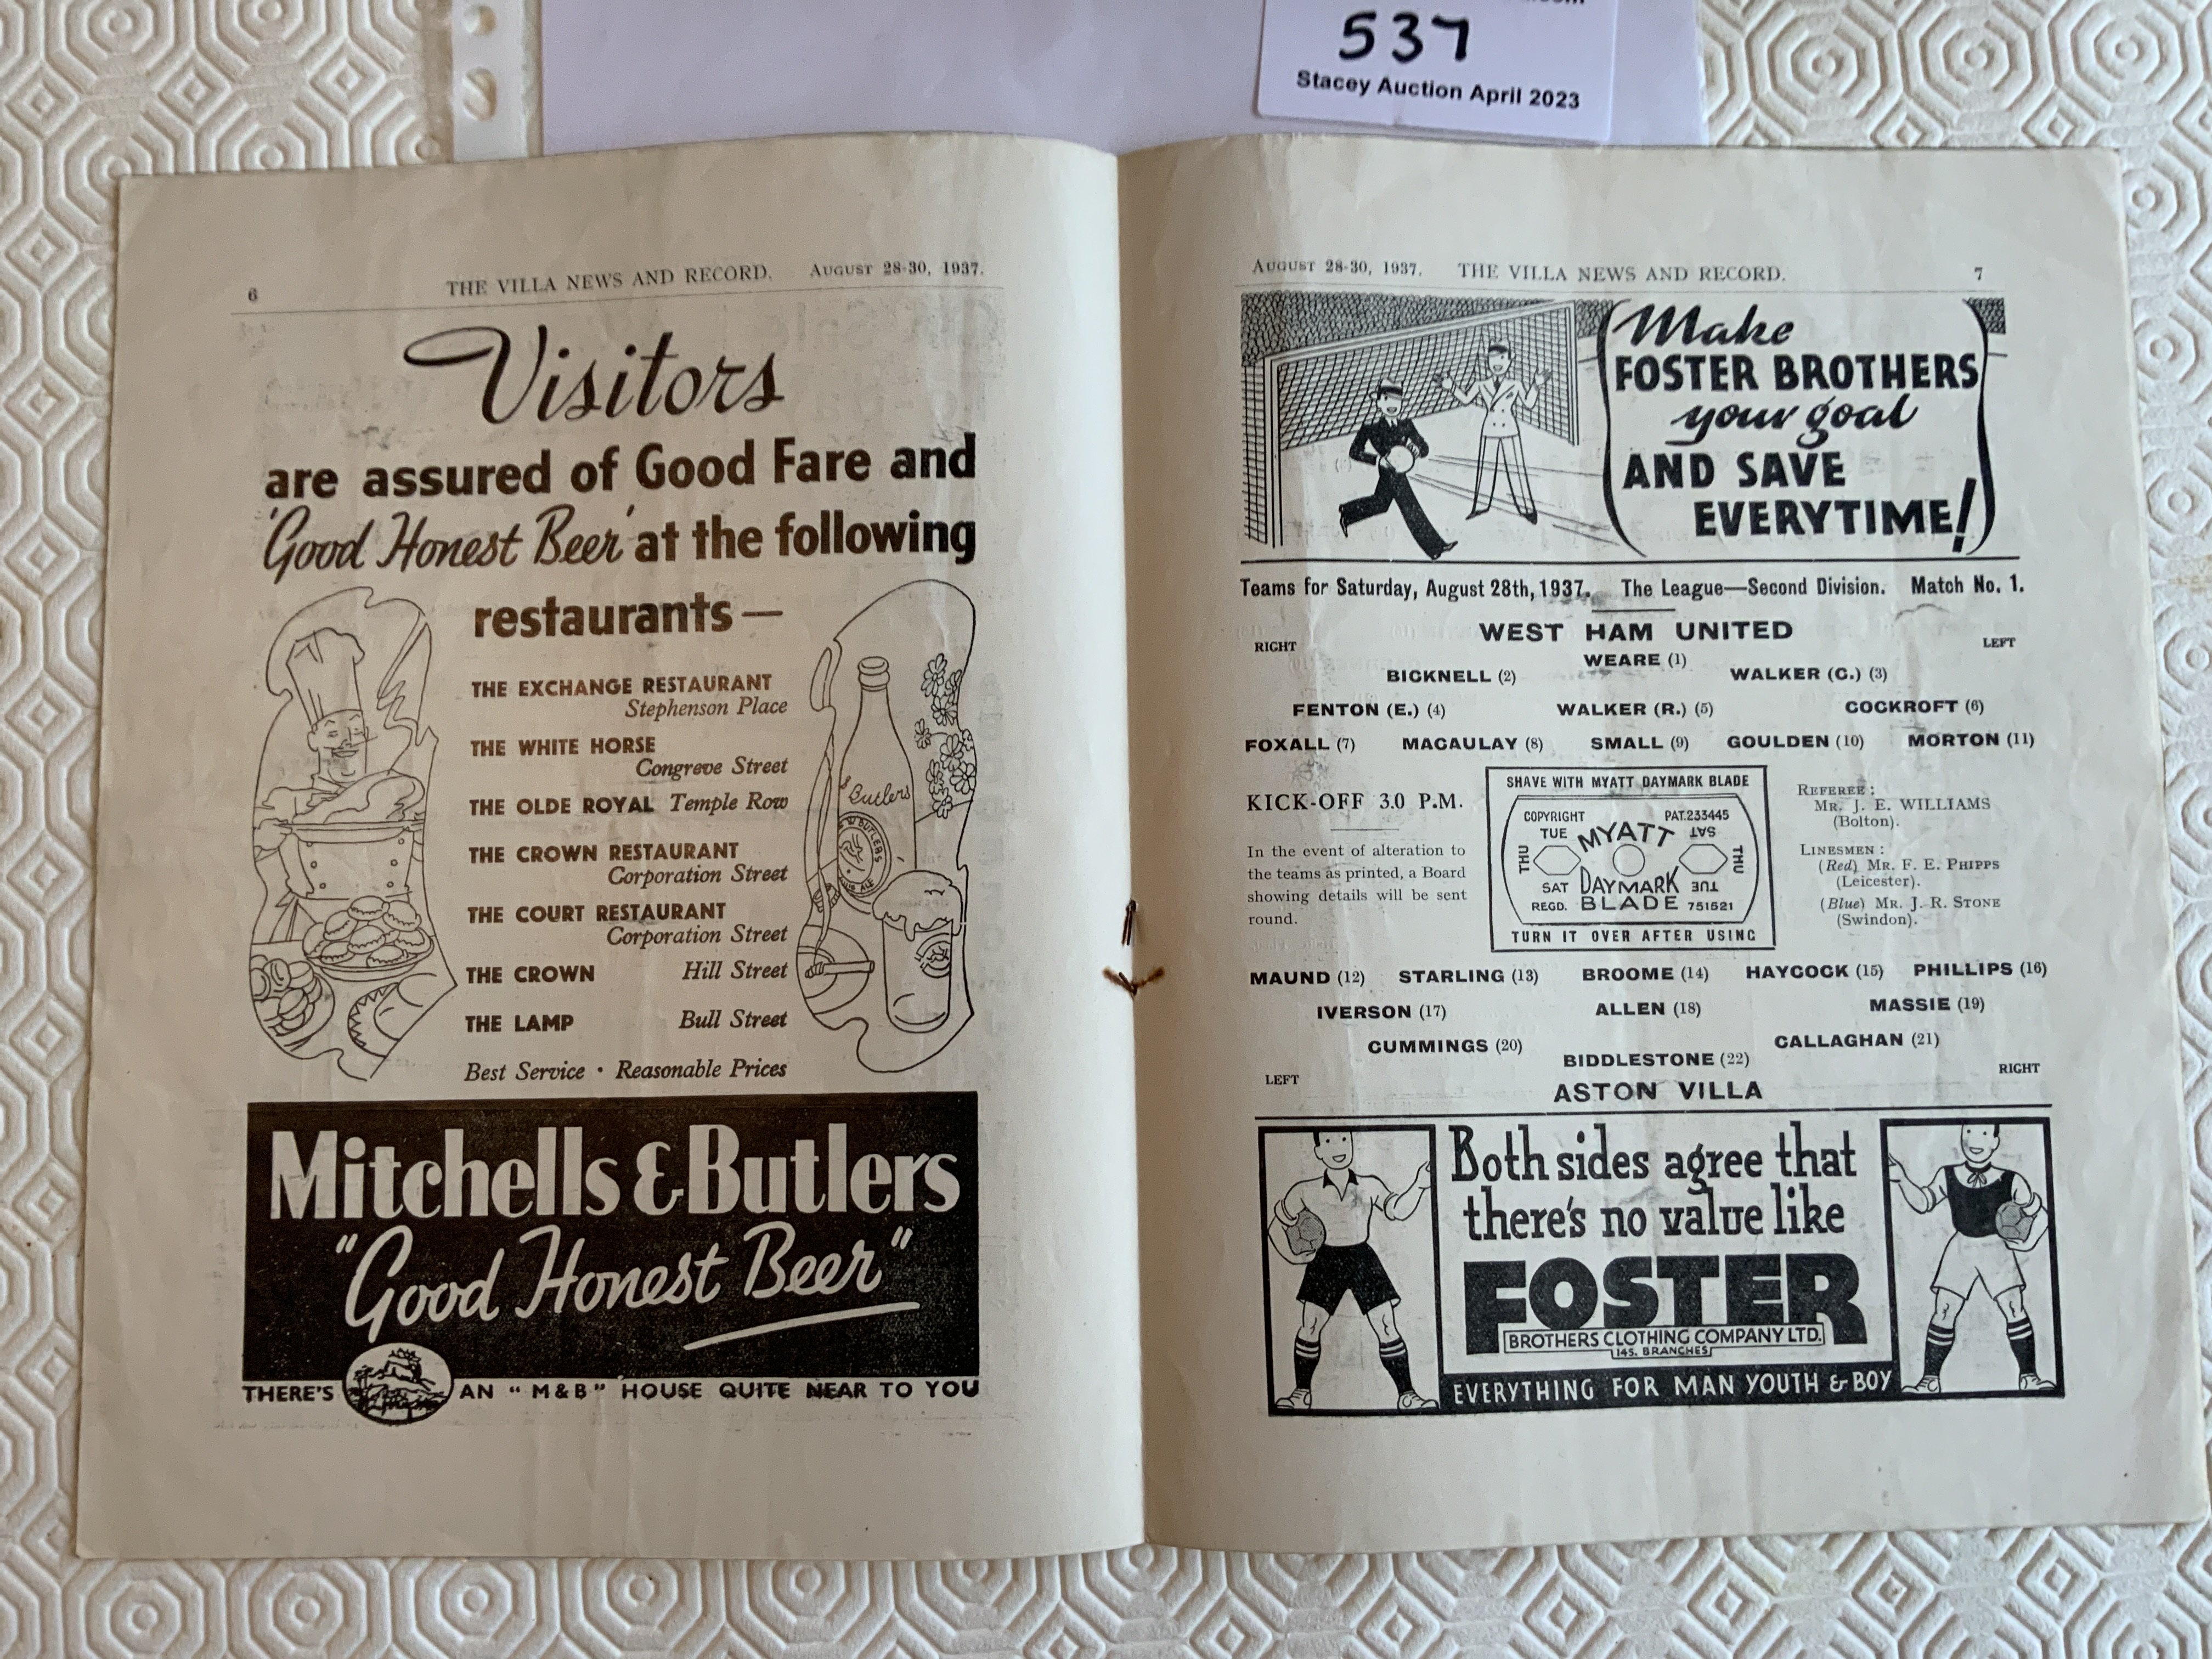 537
Stacey Auction April 2023
6
THE VILLA NEWS AND RECORD. AUGUST 28-30, 1937.
Visitors
are assured of Good Fare and
'Good Honest Beer' at the following
restaurants—
THE EXCHANGE RESTAURANT
Stephenson Place
THE WHITE HORSE
Congreve Street
THE OLDE ROYAL Temple Row
THE CROWN RESTAURANT
Corporation Street
THE COURT RESTAURANT
Corporation Street
THE CROWN Hill Street
THE LAMP Bull Street
Best Service · Reasonable Prices
Butlers
BUTLERS
ALE
Mitchells & Butlers
"Good Honest Beer"
THERE'S AN "M&B" HOUSE QUITE NEAR TO YOU
AUGUST 28-30, 1937. THE VILLA NEWS AND RECORD. 7
Make
FOSTER BROTHERS
your goal
AND SAVE
EVERYTIME!
Teams for Saturday, August 28th, 1937. The League—Second Division. Match No. 1.
WEST HAM UNITED
RIGHT LEFT
WEARE (1)
BICKNELL (2) WALKER (C.) (3)
FENTON (E.) (4) WALKER (R.) (5) COCKROFT (6)
FOXALL (7) MACAULAY (8) SMALL (9) GOULDEN (10) MORTON (11)
KICK-OFF 3.0 P.M.
In the event of alteration to
the teams as printed, a Board
showing details will be sent
round.
SHAVE WITH MYATT DAYMARK BLADE
COPYRIGHT PAT.233445
TUE MYATT SAT
THU THU
SAT DAYMARK TUE
REGD. BLADE 751521
TURN IT OVER AFTER USING
REFEREE :
MR. J. E. WILLIAMS
(Bolton).
LINESMEN :
(Red) MR. F. E. PHIPPS
(Leicester).
(Blue) MR. J. R. STONE
(Swindon).
MAUND (12) STARLING (13) BROOME (14) HAYCOCK (15) PHILLIPS (16)
IVERSON (17) ALLEN (18) MASSIE (19)
CUMMINGS (20) CALLAGHAN (21)
BIDDLESTONE (22)
LEFT RIGHT
ASTON VILLA
Both sides agree that
there's no value like
FOSTER
BROTHERS CLOTHING COMPANY LTD.
145. BRANCHES
EVERYTHING FOR MAN YOUTH & BOY